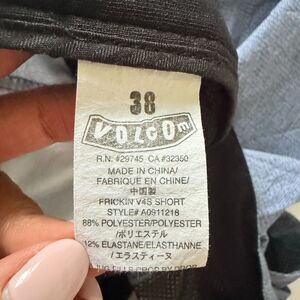 38
VOLCOM
R.N. #29745 CA #32350
MADE IN CHINA/
FABRIQUE EN CHINE/
中国製
FRICKIN V4S SHORT
STYLE# A0911218
88% POLYESTER/POLYESTER
/ポリエステル
12% ELASTANE/ELASTHANNE
/エラスティーヌ